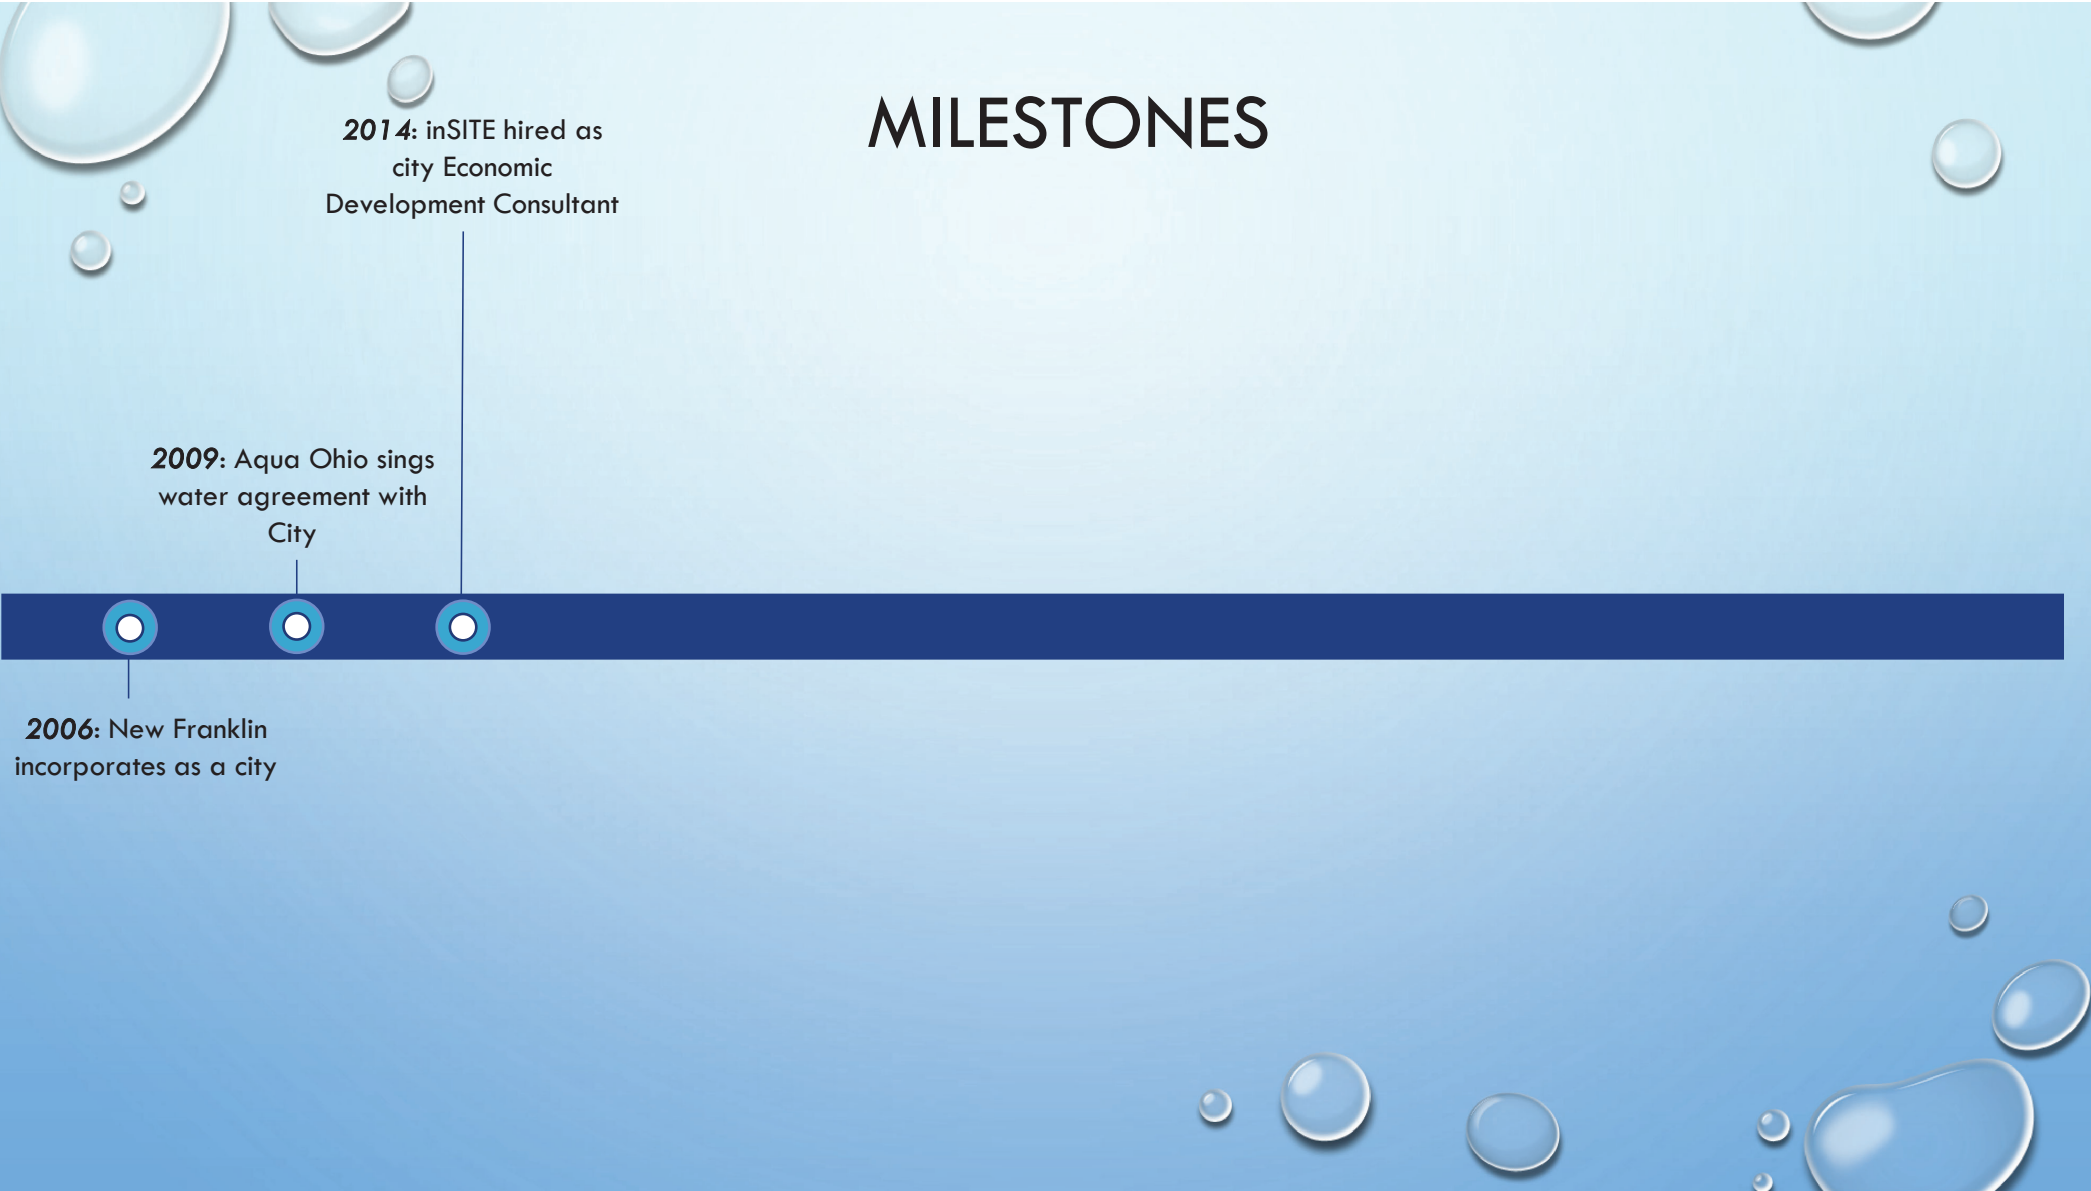 MILESTONES
2014: inSITE hired as
city Economic
Development Consultant
2009: Aqua Ohio sings
water agreement with
City
2006: New Franklin
incorporates as a city